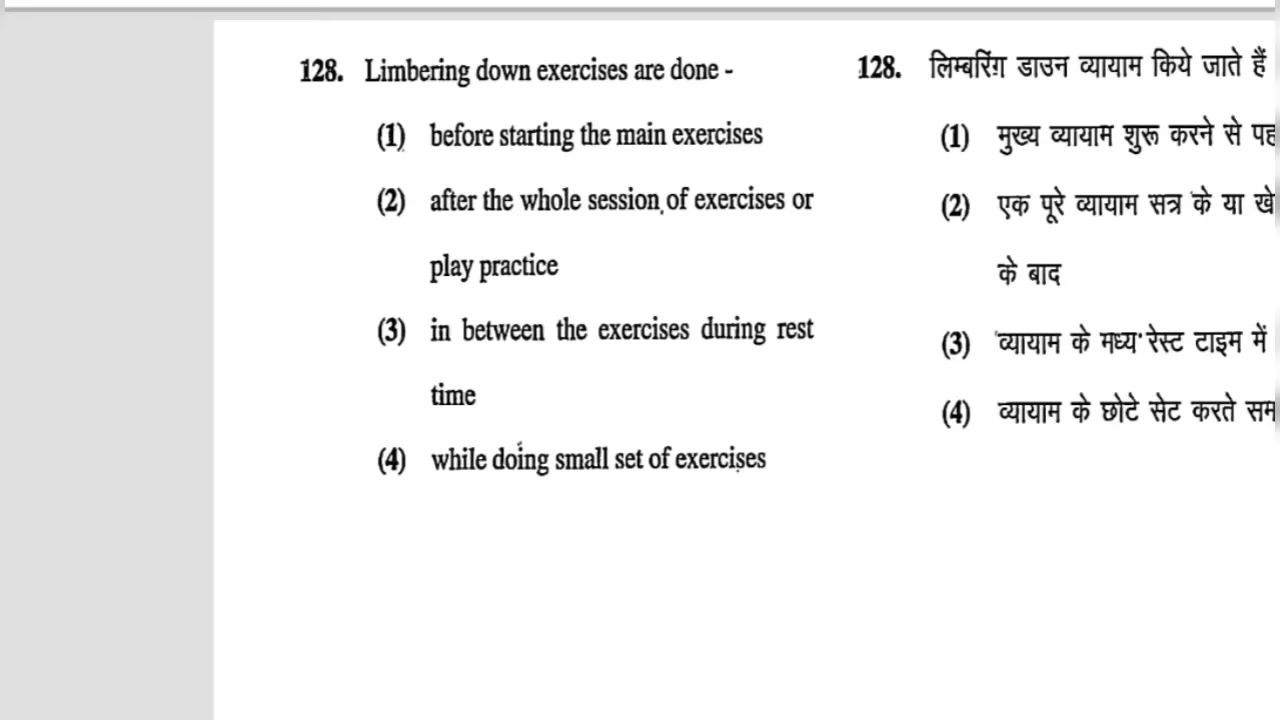 128. Limbering down exercises are done -
(1) before starting the main exercises
(2) after the whole session of exercises or
play practice
(3) in between the exercises during rest
time
(4) while doing small set of exercises
128. लिम्बरिंग डाउन व्यायाम किये जाते हैं
(1) मुख्य व्यायाम शुरू करने से
(2) एक पूरे व्यायाम सत्र के या
के बाद
(3) व्यायाम के मध्य रेस्ट टाइम में
(4) व्यायाम के छोटे सेट करते